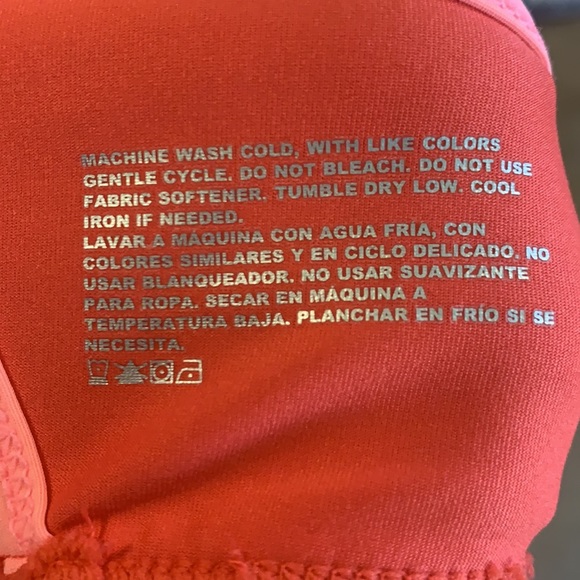 MACHINE WASH COLD, WITH LIKE COLORS
GENTLE CYCLE. DO NOT BLEACH. DO NOT USE
FABRIC SOFTENER. TUMBLE DRY LOW. COOL
IRON IF NEEDED.
LAVAR A MÁQUINA CON AGUA FRÍA, CON
COLORES SIMILARES Y EN CICLO DELICADO. NO
USAR BLANQUEADOR. NO USAR SUAVIZANTE
PARA ROPA. SECAR EN MÁQUINA A
TEMPERATURA BAJA. PLANCHAR EN FRÍO SI SE
NECESITA.